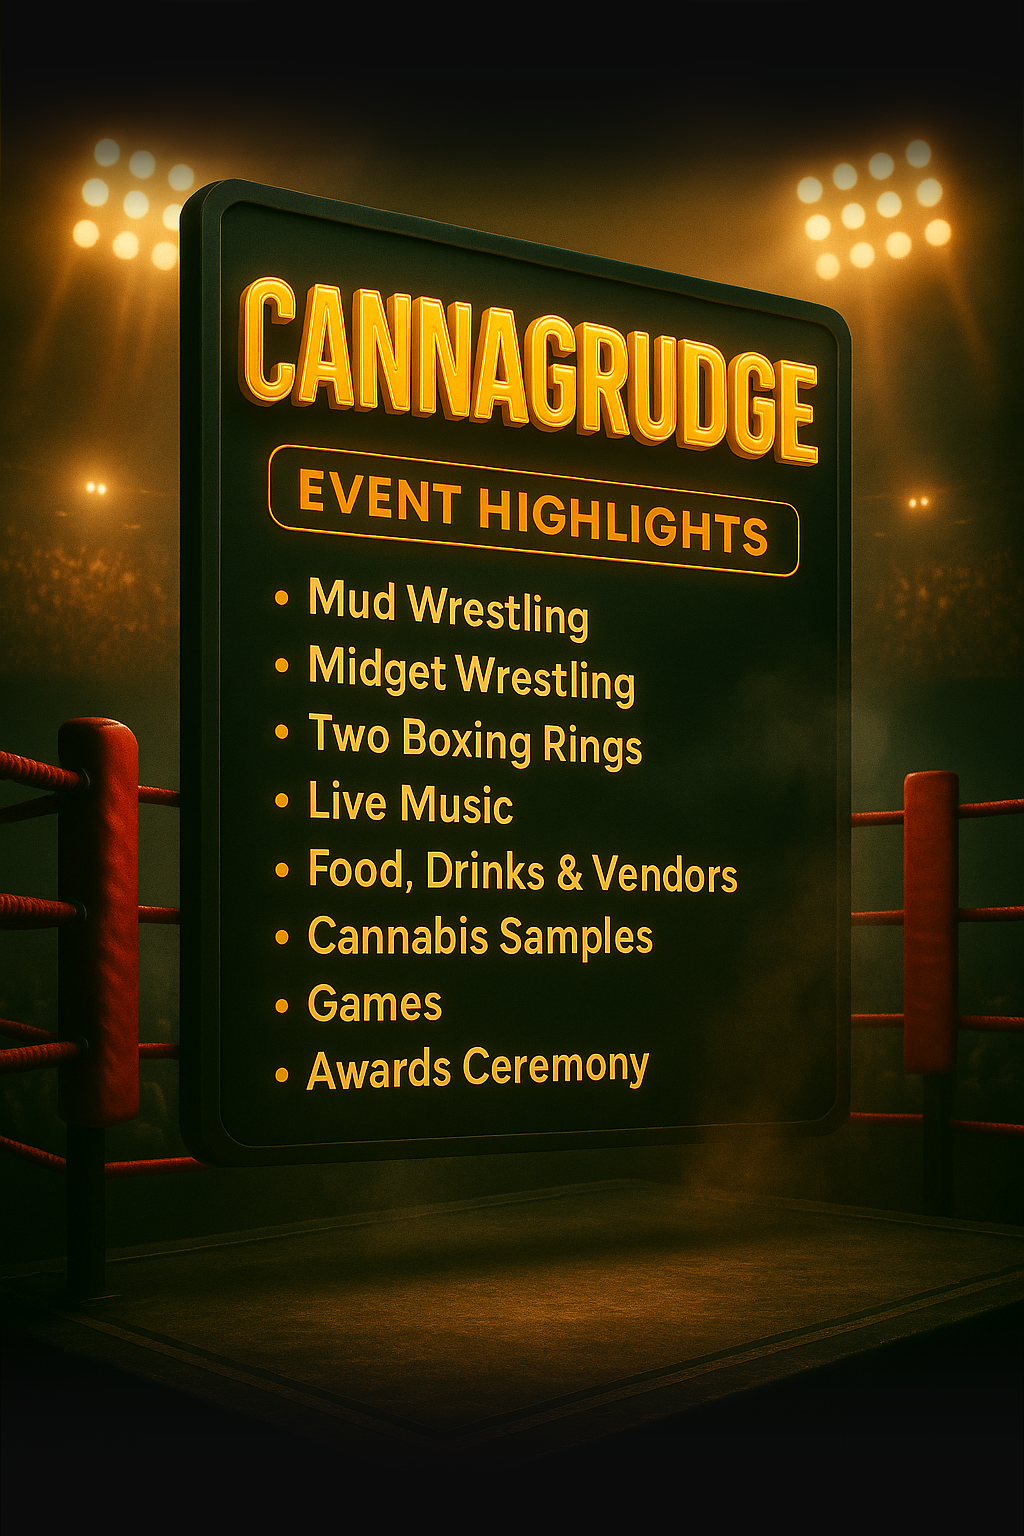 CANNAGRUDGE
EVENT HIGHLIGHTS
• Mud Wrestling
• Midget Wrestling
• Two Boxing Rings
• Live Music
• Food, Drinks & Vendors
• Cannabis Samples
• Games
• Awards Ceremony